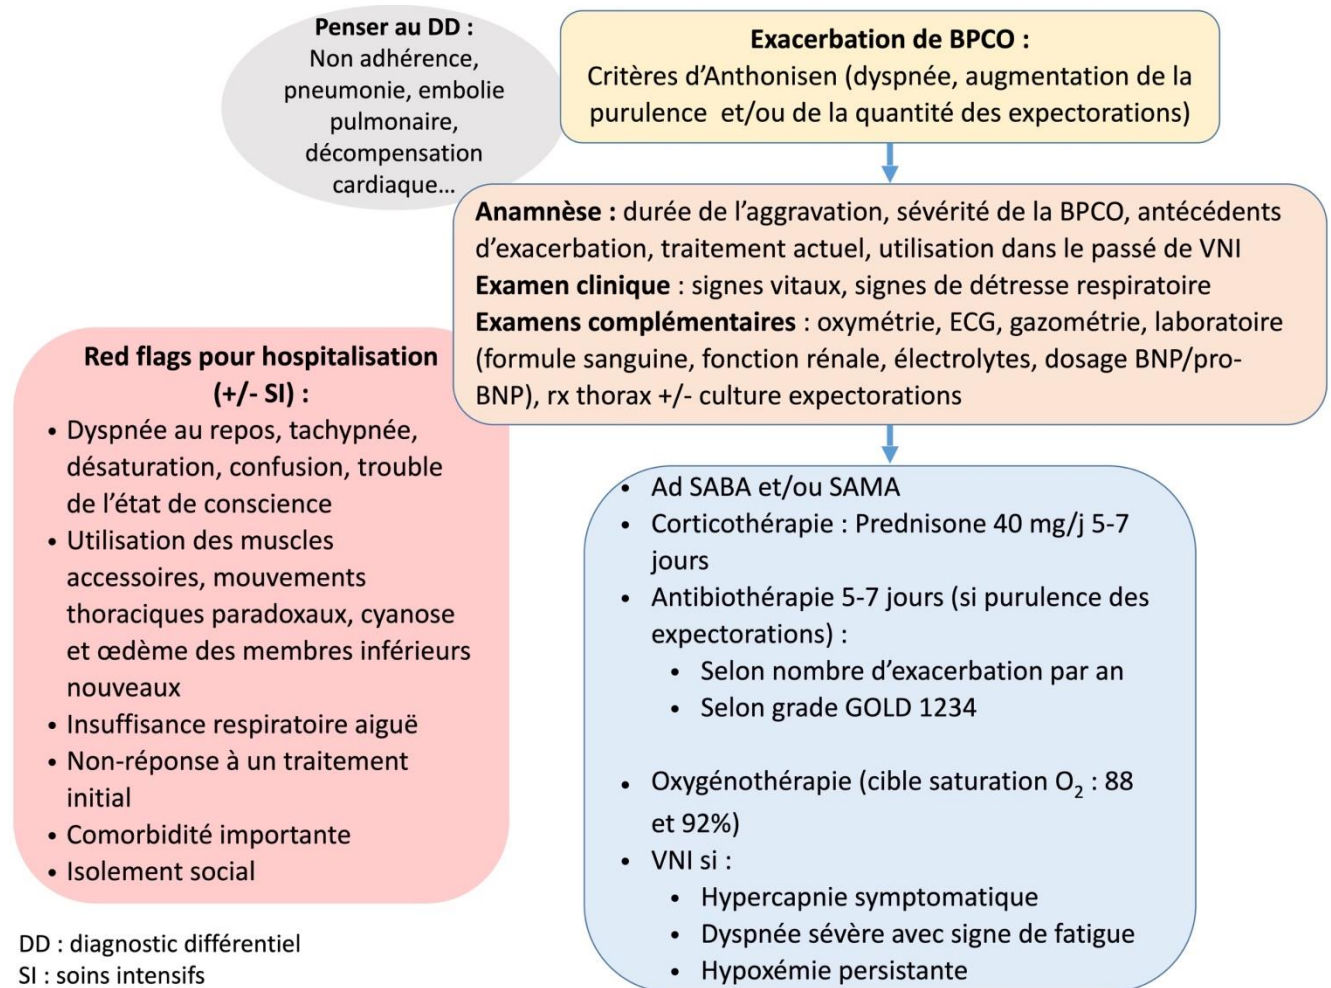 Penser au DD :
Non adhérence,
pneumonie, embolie
pulmonaire,
décompensation
cardiaque…
Exacerbation de BPCO :
Critères d’Anthonisen (dyspnée, augmentation de la
purulence et/ou de la quantité des expectorations)
Anamnèse : durée de l’aggravation, sévérité de la BPCO, antécédents
d’exacerbation, traitement actuel, utilisation dans le passé de VNI
Examen clinique : signes vitaux, signes de détresse respiratoire
Examens complémentaires : oxymétrie, ECG, gazométrie, laboratoire
(formule sanguine, fonction rénale, électrolytes, dosage BNP/pro-
BNP), rx thorax +/- culture expectorations
Red flags pour hospitalisation
(+/- SI) :
• Dyspnée au repos, tachypnée,
désaturation, confusion, trouble
de l’état de conscience
• Utilisation des muscles
accessoires, mouvements
thoraciques paradoxaux, cyanose
et œdème des membres inférieurs
nouveaux
• Insuffisance respiratoire aiguë
• Non-réponse à un traitement
initial
• Comorbidité importante
• Isolement social
• Ad SABA et/ou SAMA
• Corticothérapie : Prednisone 40 mg/j 5-7
jours
• Antibiothérapie 5-7 jours (si purulence des
expectorations) :
• Selon nombre d’exacerbation par an
• Selon grade GOLD 1234
• Oxygénothérapie (cible saturation O₂ : 88
et 92%)
• VNI si :
• Hypercapnie symptomatique
• Dyspnée sévère avec signe de fatigue
• Hypoxémie persistante
DD : diagnostic différentiel
SI : soins intensifs